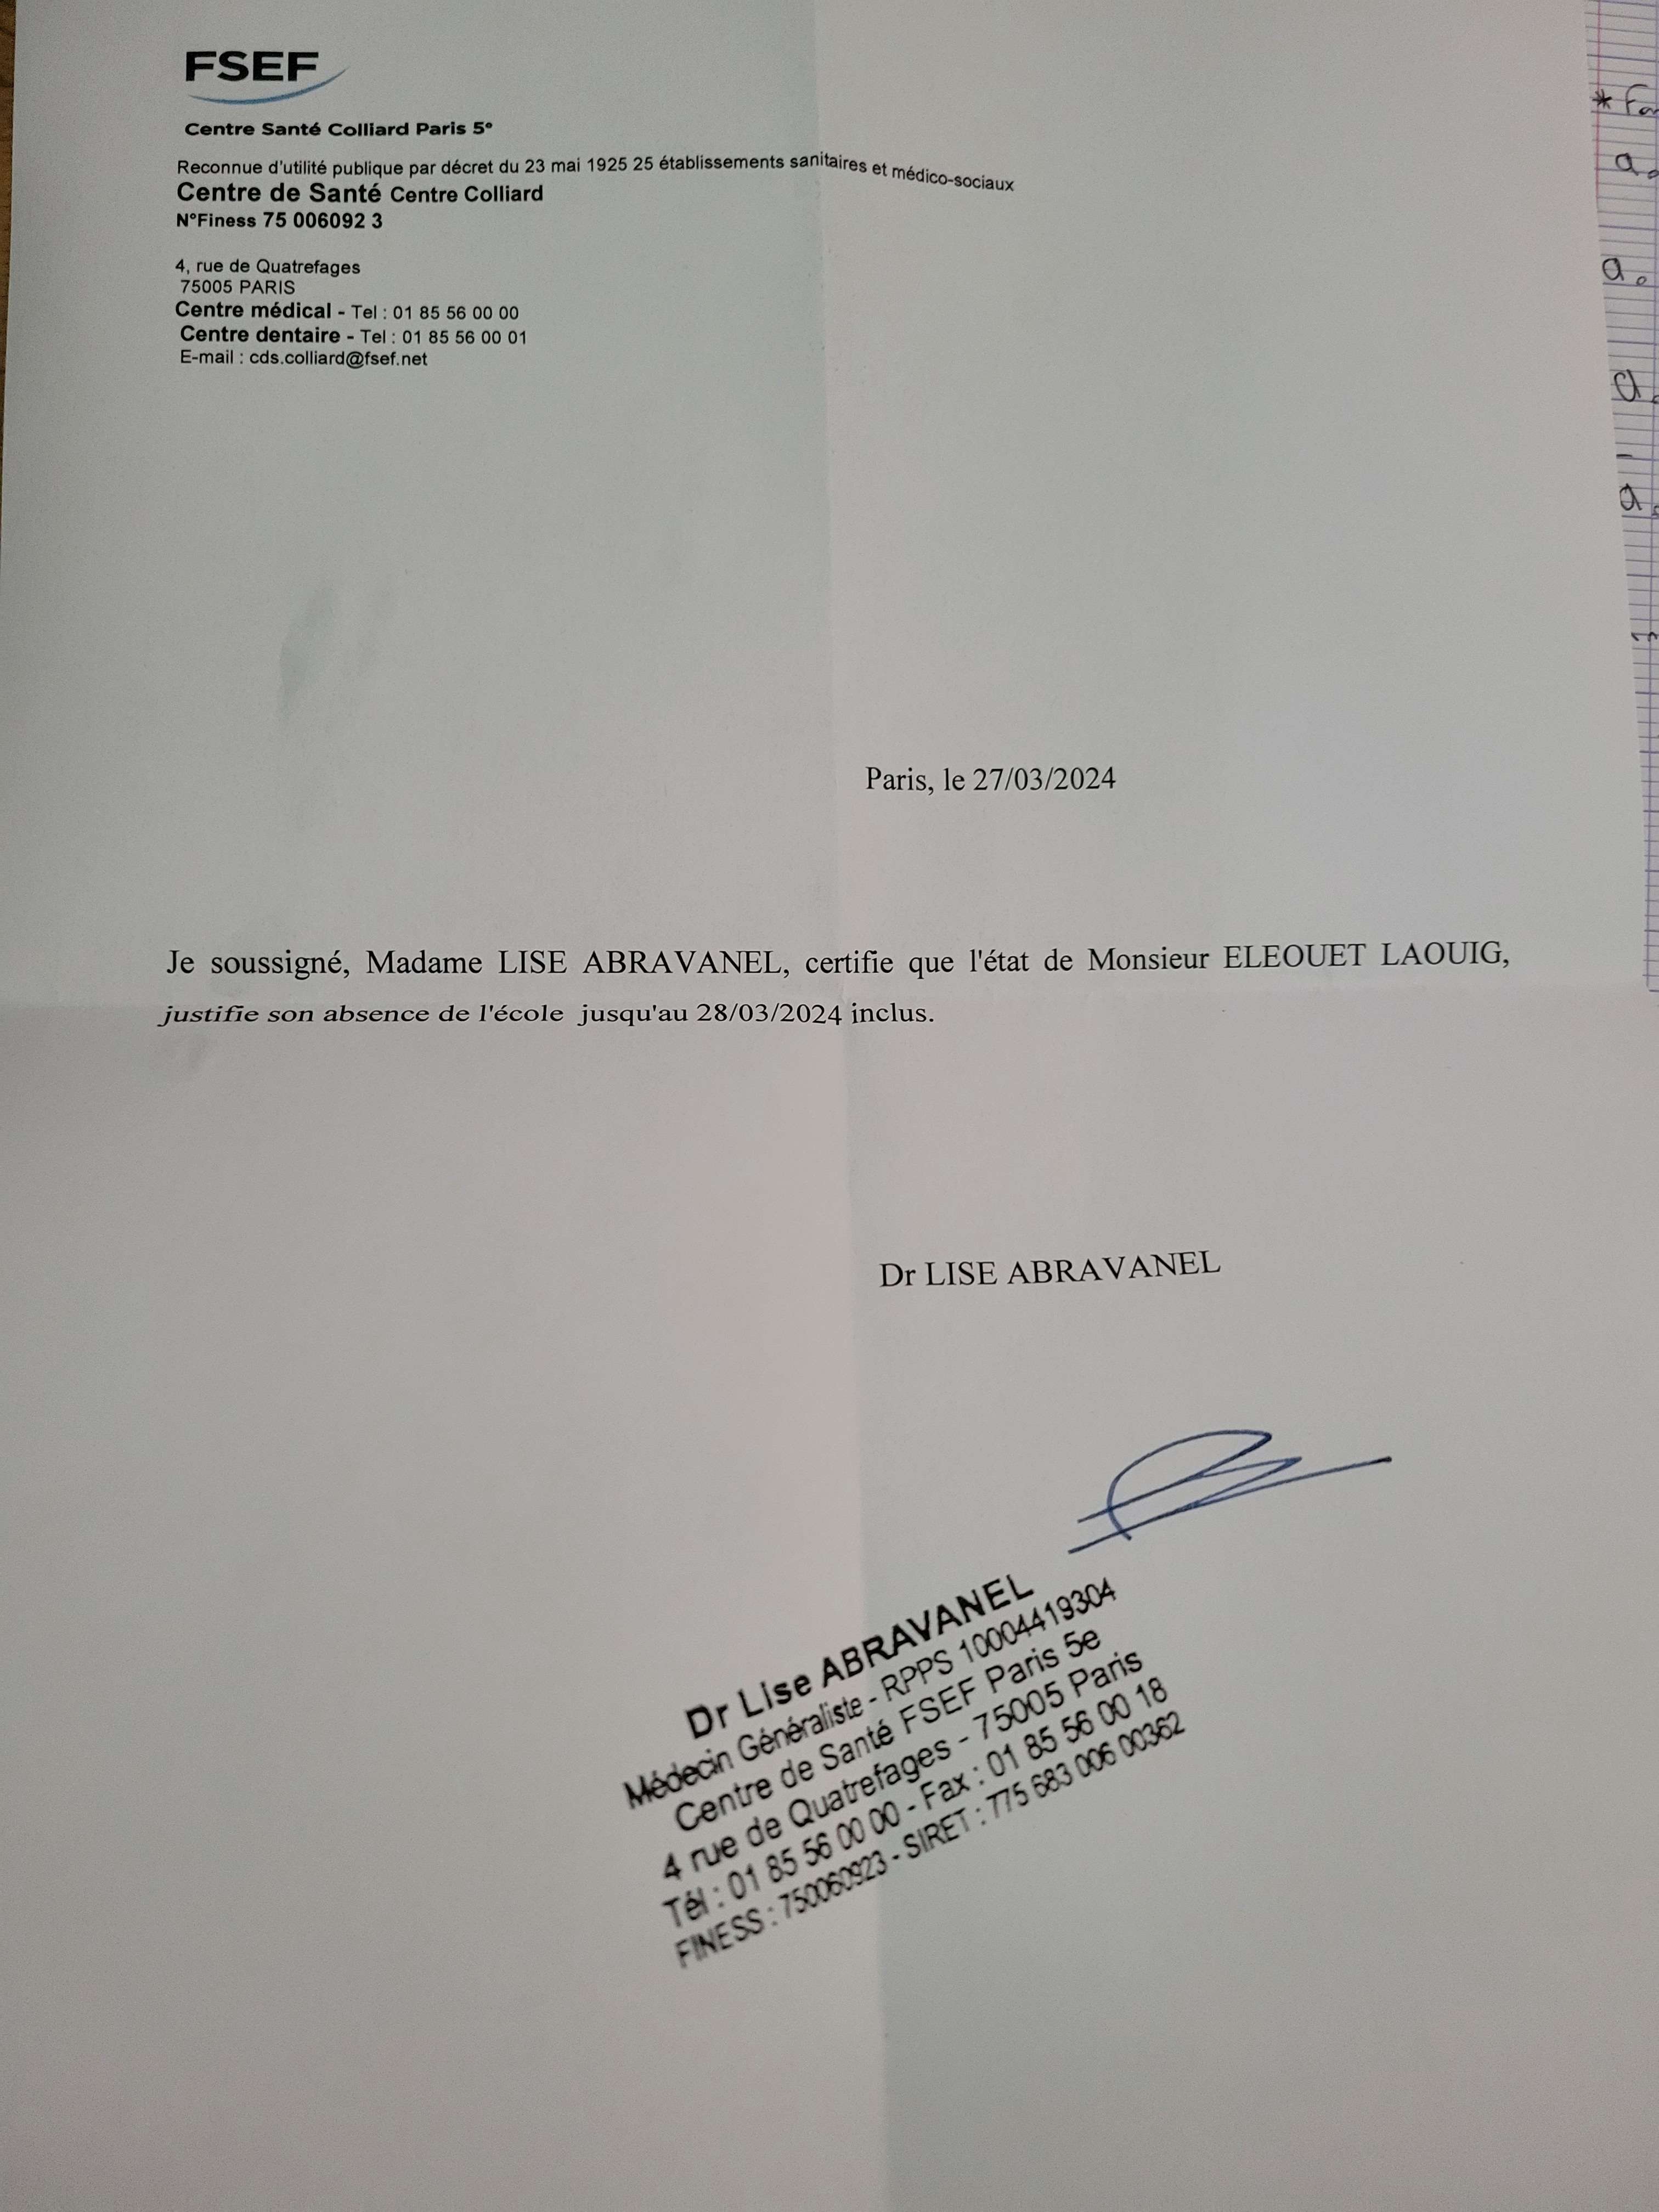 FSEF
Centre Santé Colliard Paris 5e
Reconnue d'utilité publique par décret du 23 mai 1925 25 établissements sanitaires et médico-sociaux
Centre de Santé Centre Colliard
N°Finess 75 006092 3
4, rue de Quatrefages
75005 PARIS
Centre médical - Tel : 01 85 56 00 00
Centre dentaire - Tel : 01 85 56 00 01
E-mail : cds.colliard@fsef.net
Paris, le 27/03/2024
Je soussigné, Madame LISE ABRAVANEL, certifie que l'état de Monsieur ELEOUET LAOUIG,
justifie son absence de l'école jusqu'au 28/03/2024 inclus.
Dr LISE ABRAVANEL
Dr Lise ABRAVANEL
Médecin Généraliste - RPPS 10004419304
Centre de Santé FSEF Paris 5e
4 rue de Quatrefages - 75005 Paris
Tél : 01 85 56 00 00 - Fax : 01 85 56 00 18
FINESS : 750060923 - SIRET : 775 683 006 00362